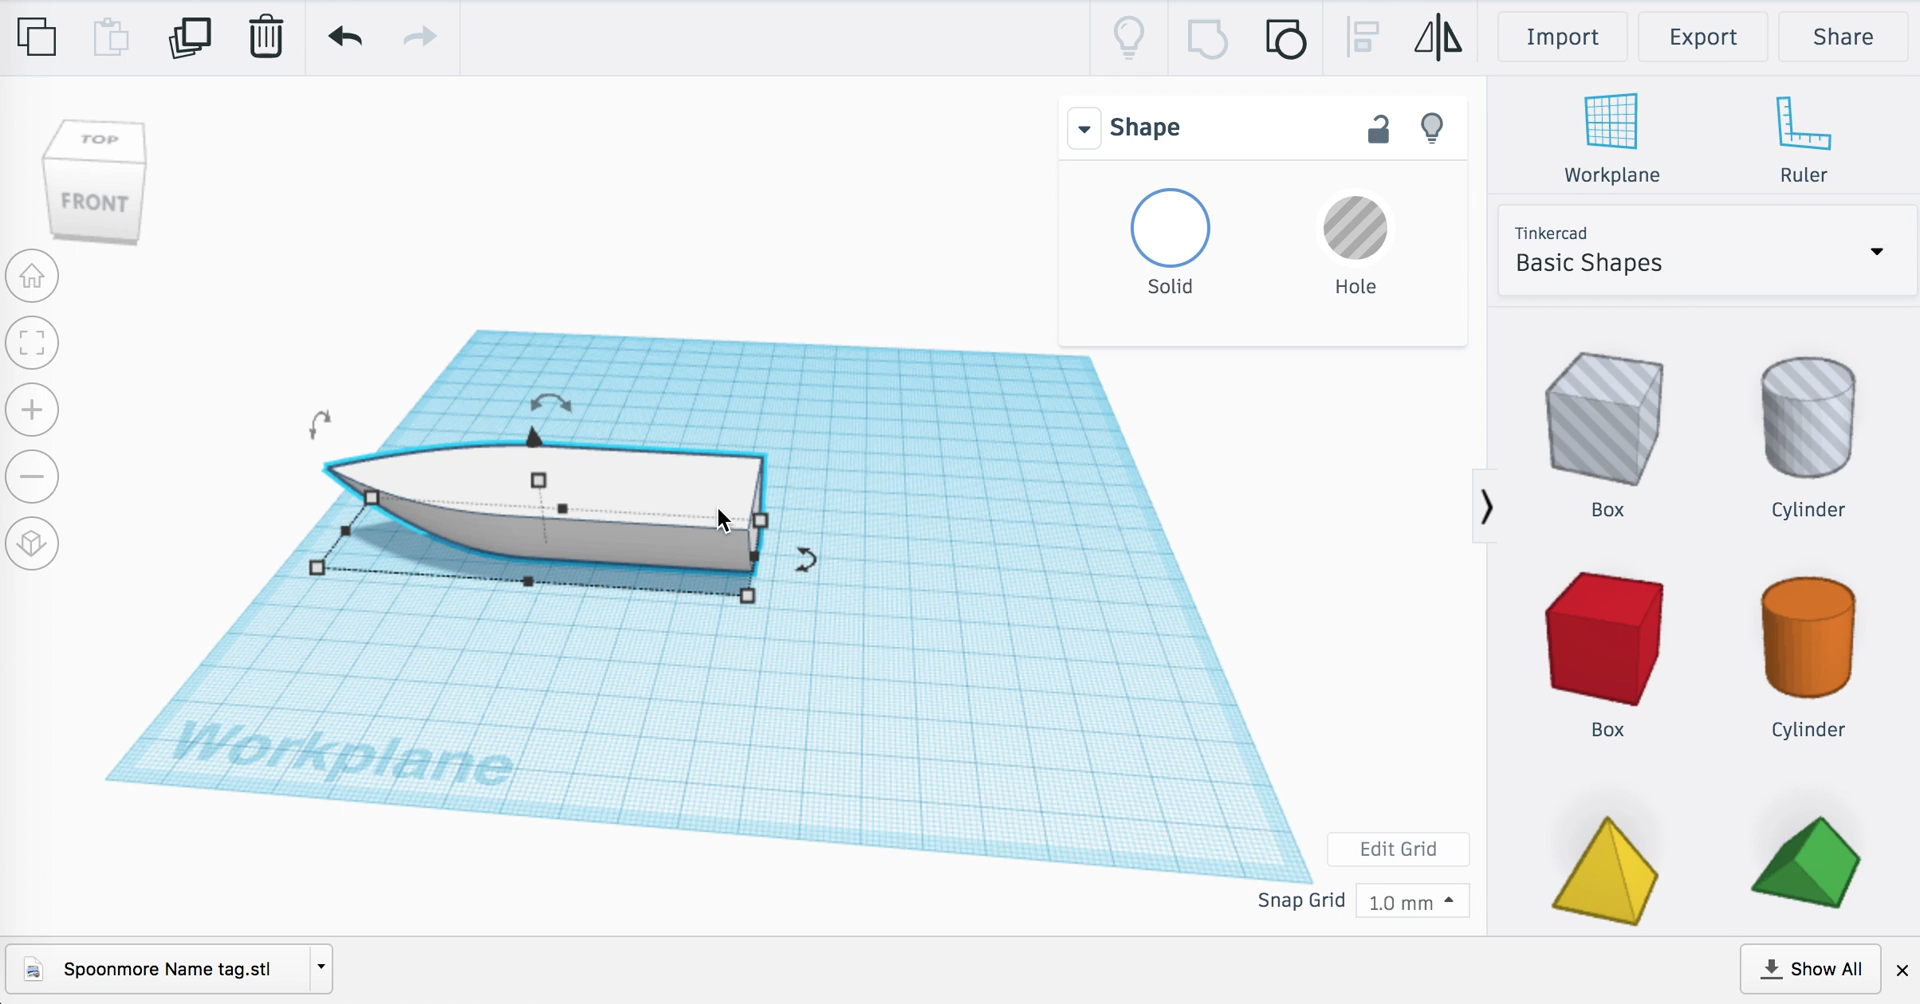 Import
Export
Share
TOP
FRONT
Shape
Solid
Hole
Workplane
Ruler
Tinkercad
Basic Shapes
Box
Cylinder
Box
Cylinder
Workplane
Edit Grid
Snap Grid
1.0 mm
Spoonmore Name tag.stl
Show All